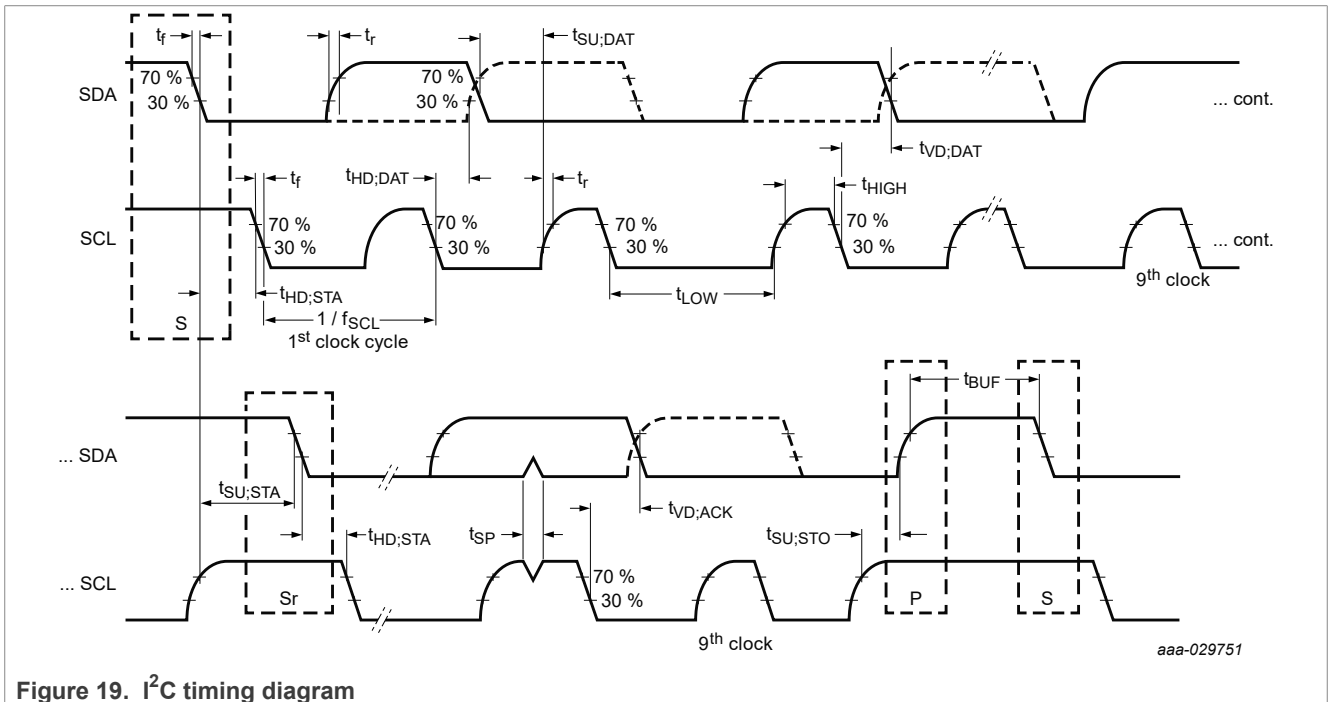 tf
tr
tSU;DAT
70 %
30 %
70 %
30 %
SDA
... cont.
tVD;DAT
tf
tHD;DAT
tr
tHIGH
70 %
30 %
70 %
30 %
70 %
30 %
70 %
30 %
SCL
... cont.
9th clock
tHD;STA
tLOW
S
1 / fSCL
1st clock cycle
tBUF
... SDA
tSU;STA
tHD;STA
tSP
tVD;ACK
tSU;STO
70 %
30 %
... SCL
Sr
P
S
9th clock
aaa-029751
Figure 19. I2C timing diagram